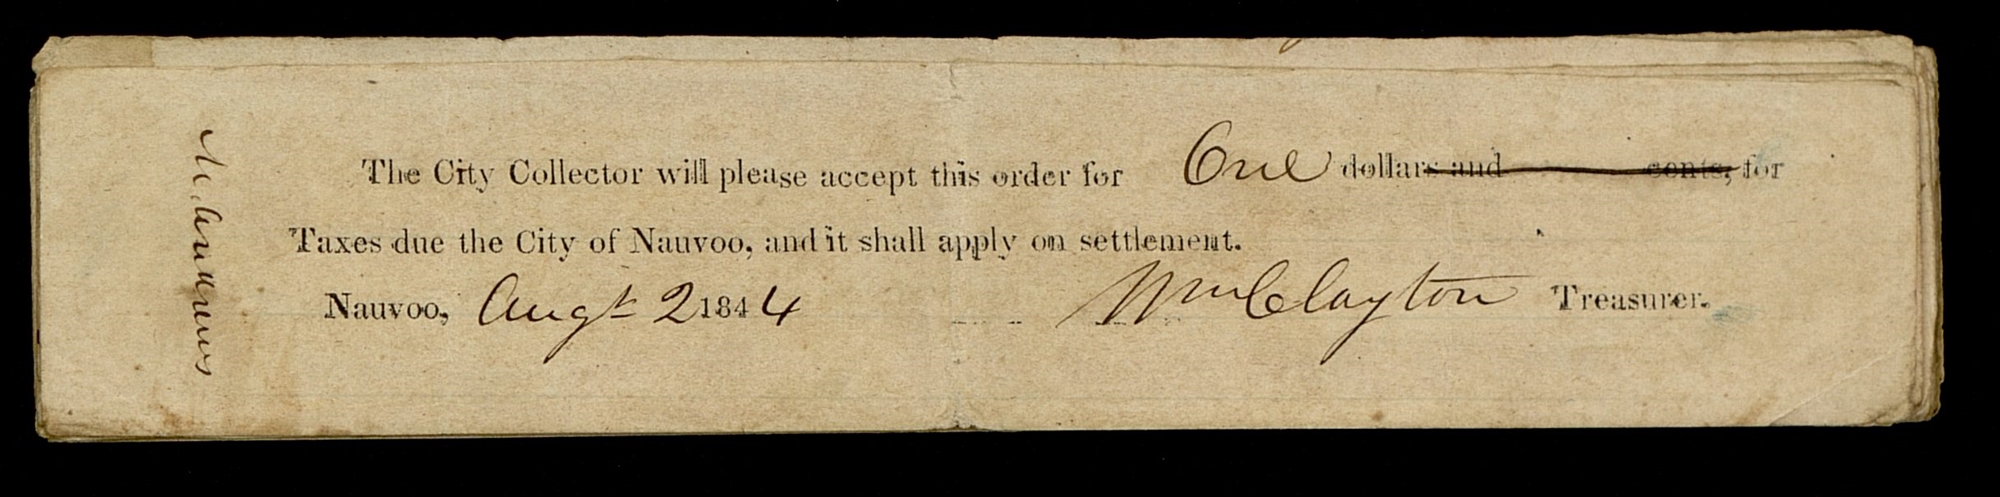 The City Collector will please accept this order for One dollars and cents, for
Taxes due the City of Nauvoo, and it shall apply on settlement.
Nauvoo, Augt 2 1844 Wm Clayton Treasurer.